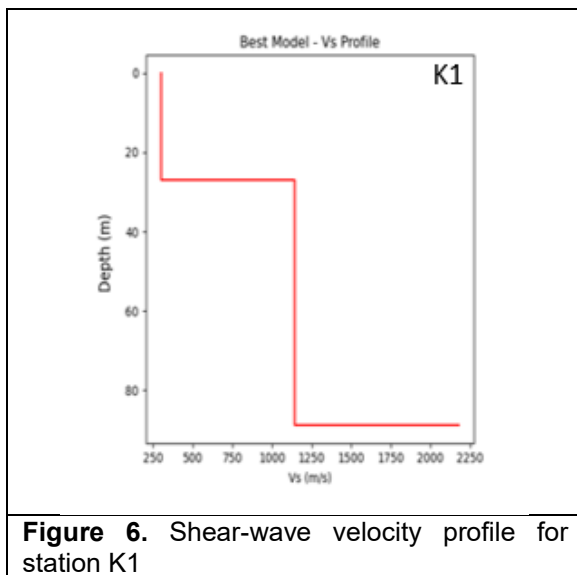 Best Model - Vs Profile
K1
0
20
40
60
80
Depth (m)
250 500 750 1000 1250 1500 1750 2000 2250
Vs (m/s)
Figure 6. Shear-wave velocity profile for
station K1